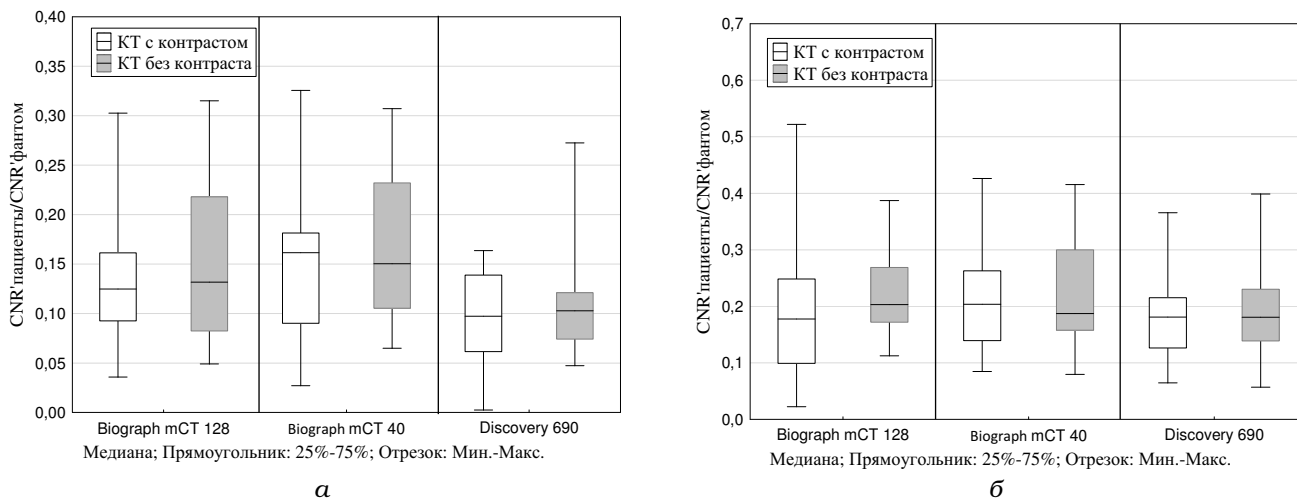 CNR'пациенты/CNR'фантом
0,40
0,35
0,30
0,25
0,20
0,15
0,10
0,05
0,00
КТ с контрастом
КТ без контраста
Biograph mCT 128
Biograph mCT 40
Discovery 690
Медиана; Прямоугольник: 25%-75%; Отрезок: Мин.-Макс.
а
CNR'пациенты/CNR'фантом
0,7
0,6
0,5
0,4
0,3
0,2
0,1
0,0
КТ с контрастом
КТ без контраста
Biograph mCT 128
Biograph mCT 40
Discovery 690
Медиана; Прямоугольник: 25%-75%; Отрезок: Мин.-Макс.
б